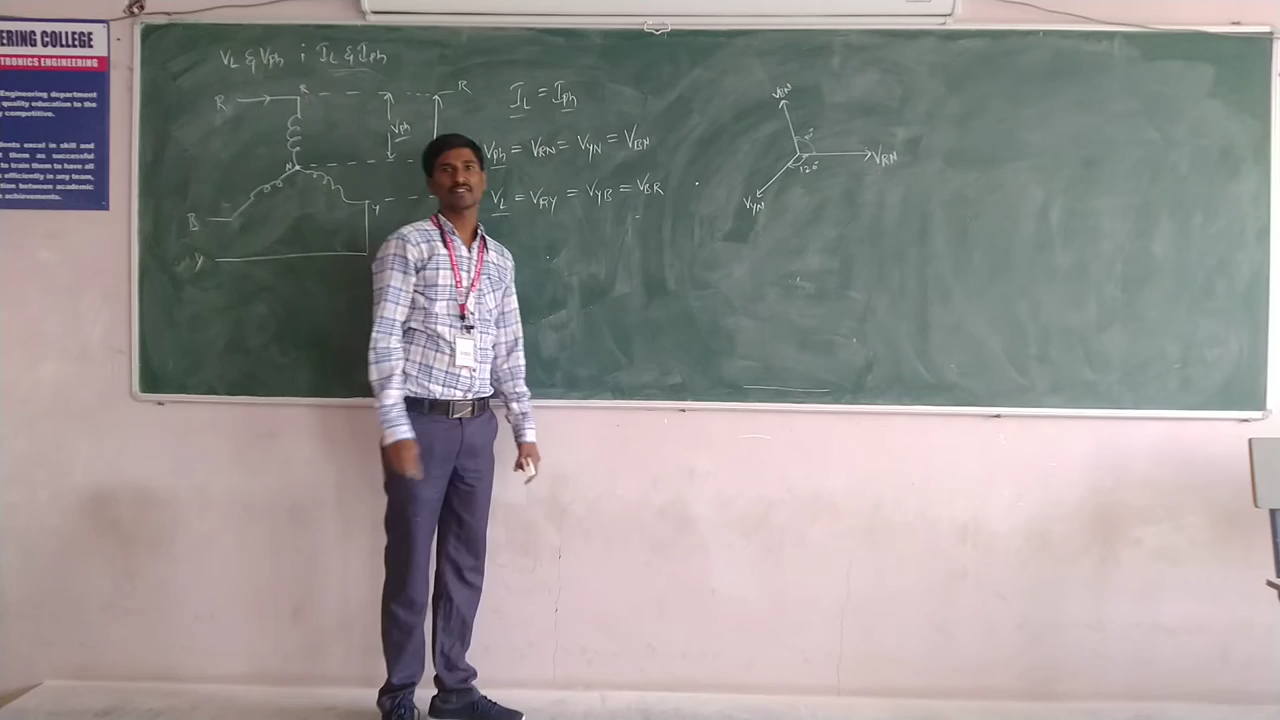 ERING COLLEGE
TRONICS ENGINEERING
Engineering department
quality education to the
y competitive.
dents excel in skill and
t them as successful
to train them to have all
efficiently in any team,
tion between academic
achievements.
VL & Vph ; IL & Iph
R
R
R
Vph
N
B
Y
Y
IL = Iph
Vph = VRN = VYN = VBN
VL = VRY = VYB = VBR
VBN
VRN
120°
VYN